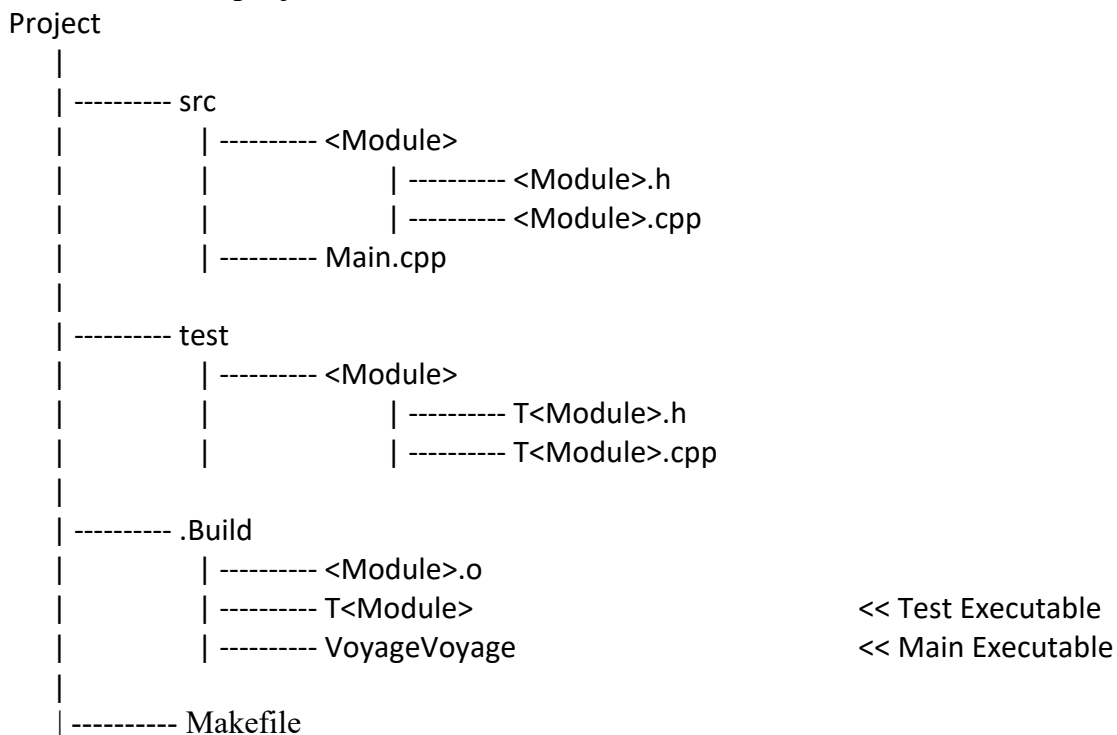 Project
|
| ---------- src
| | ---------- <Module>
| | | ---------- <Module>.h
| | | ---------- <Module>.cpp
| | ---------- Main.cpp
|
| ---------- test
| | ---------- <Module>
| | | ---------- T<Module>.h
| | | ---------- T<Module>.cpp
|
| ---------- .Build
| | ---------- <Module>.o
| | ---------- T<Module> << Test Executable
| | ---------- VoyageVoyage << Main Executable
|
| ---------- Makefile